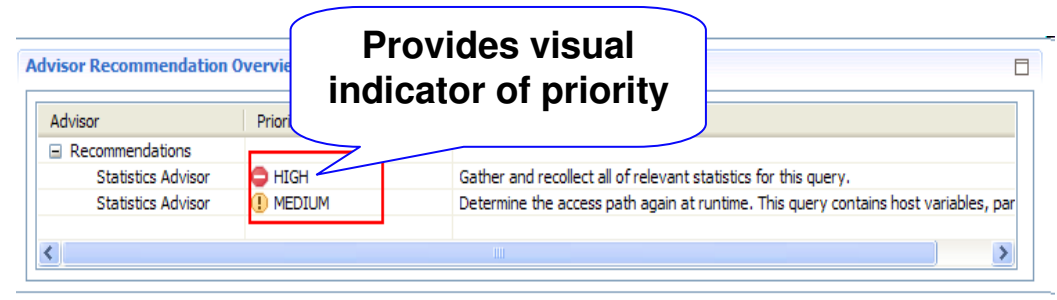 Provides visual
indicator of priority
Advisor Recommendation
Advisor
Recommendations
Statistics Advisor HIGH Gather and recollect all of relevant statistics for this query.
Statistics Advisor MEDIUM Determine the access path again at runtime. This query contains host variables, par